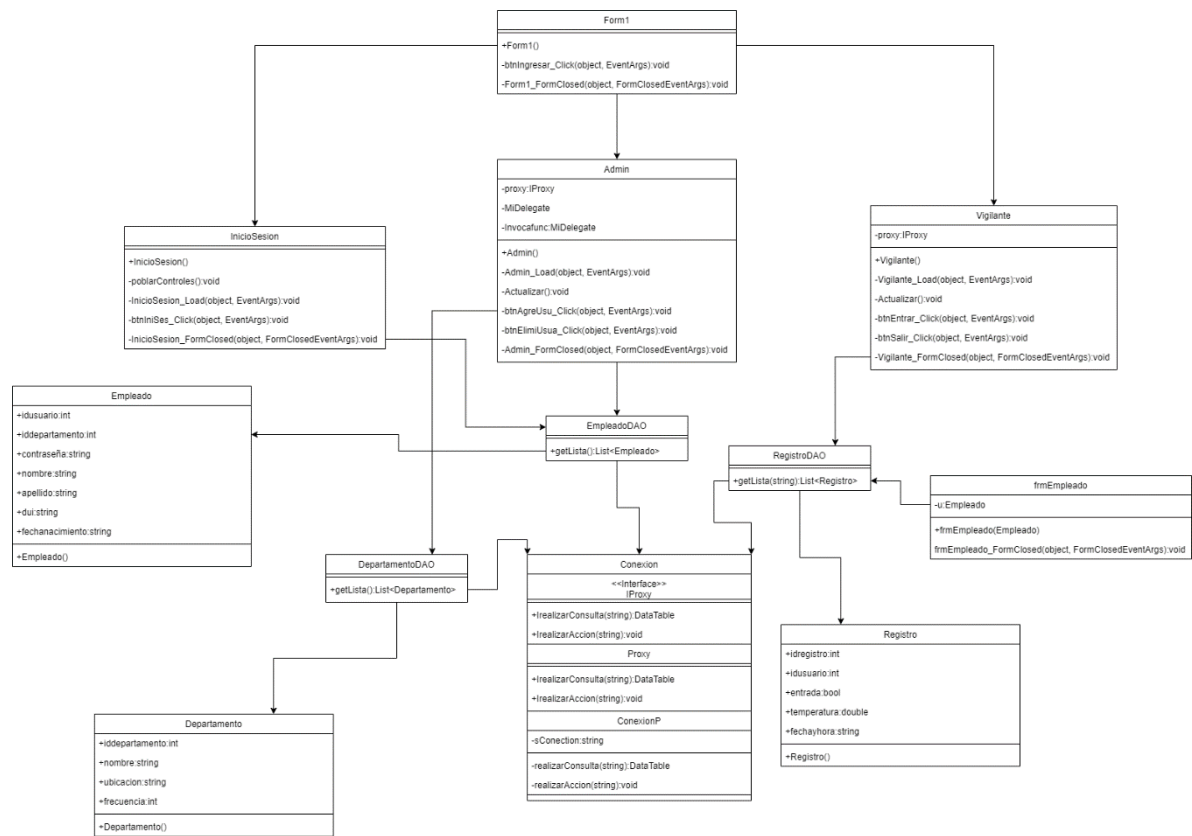 Form1
+Form1()
-btnIngresar_Click(object, EventArgs):void
-Form1_FormClosed(object, FormClosedEventArgs):void
Admin
-proxy:IProxy
-MiDelegate
-Invocafunc:MiDelegate
+Admin()
-Admin_Load(object, EventArgs):void
-Actualizar():void
-btnAgreUsu_Click(object, EventArgs):void
-btnElimiUsua_Click(object, EventArgs):void
-Admin_FormClosed(object, FormClosedEventArgs):void
Vigilante
-proxy:IProxy
+Vigilante()
-Vigilante_Load(object, EventArgs):void
-Actualizar():void
-btnEntrar_Click(object, EventArgs):void
-btnSalir_Click(object, EventArgs):void
-Vigilante_FormClosed(object, FormClosedEventArgs):void
InicioSesion
+InicioSesion()
-poblarControles():void
-InicioSesion_Load(object, EventArgs):void
-btnIniSes_Click(object, EventArgs):void
-InicioSesion_FormClosed(object, FormClosedEventArgs):void
Empleado
+idusuario:int
+iddepartamento:int
+contraseña:string
+nombre:string
+apellido:string
+dui:string
+fechanacimiento:string
+Empleado()
EmpleadoDAO
+getLista():List<Empleado>
RegistroDAO
+getLista(string):List<Registro>
frmEmpleado
-u:Empleado
+frmEmpleado(Empleado)
frmEmpleado_FormClosed(object, FormClosedEventArgs):void
DepartamentoDAO
+getLista():List<Departamento>
Conexion
<<Interface>>
IProxy
+IrealizarConsulta(string):DataTable
+IrealizarAccion(string):void
Proxy
+IrealizarConsulta(string):DataTable
+IrealizarAccion(string):void
ConexionP
-sConection:string
-realizarConsulta(string):DataTable
-realizarAccion(string):void
Registro
+idregistro:int
+idusuario:int
+entrada:bool
+temperatura:double
+fechayhora:string
+Registro()
Departamento
+iddepartamento:int
+nombre:string
+ubicacion:string
+frecuencia:int
+Departamento()